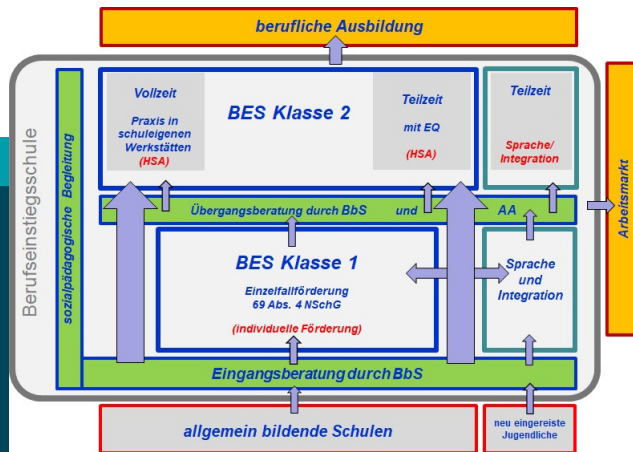 berufliche Ausbildung
Berufseinstiegsschule
sozialpädagogische Begleitung
Vollzeit
Praxis in
schuleigenen
Werkstätten
(HSA)
BES Klasse 2
Teilzeit
mit EQ
(HSA)
Teilzeit
Sprache/
Integration
Arbeitsmarkt
Übergangsberatung durch BbS und AA
BES Klasse 1
Einzelfallförderung
69 Abs. 4 NSchG
(individuelle Förderung)
Sprache
und
Integration
Eingangsberatung durch BbS
allgemein bildende Schulen
neu eingereiste
Jugendliche